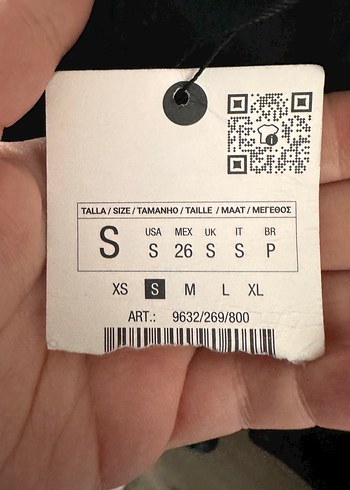 TALLA / SIZE / TAMANHO / TAILLE / MAAT / ΜΕΓΕΘΟΣ
S USA MEX UK IT BR
S 26 S S P
XS S M L XL
ART.: 9632/269/800